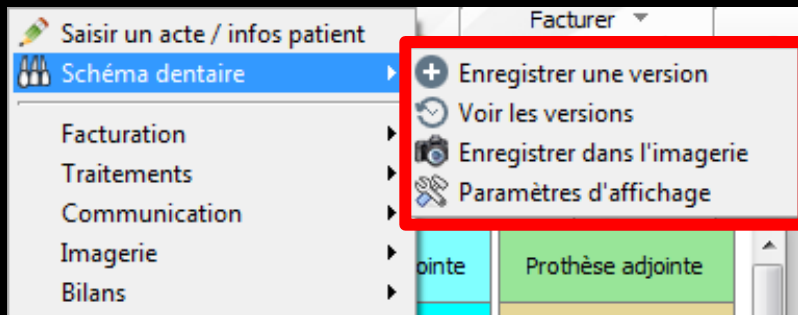 Facturer
Saisir un acte / infos patient
Schéma dentaire
Enregistrer une version
Voir les versions
Enregistrer dans l'imagerie
Paramètres d'affichage
Facturation
Traitements
Communication
Imagerie
Bilans
ointe
Prothèse adjointe